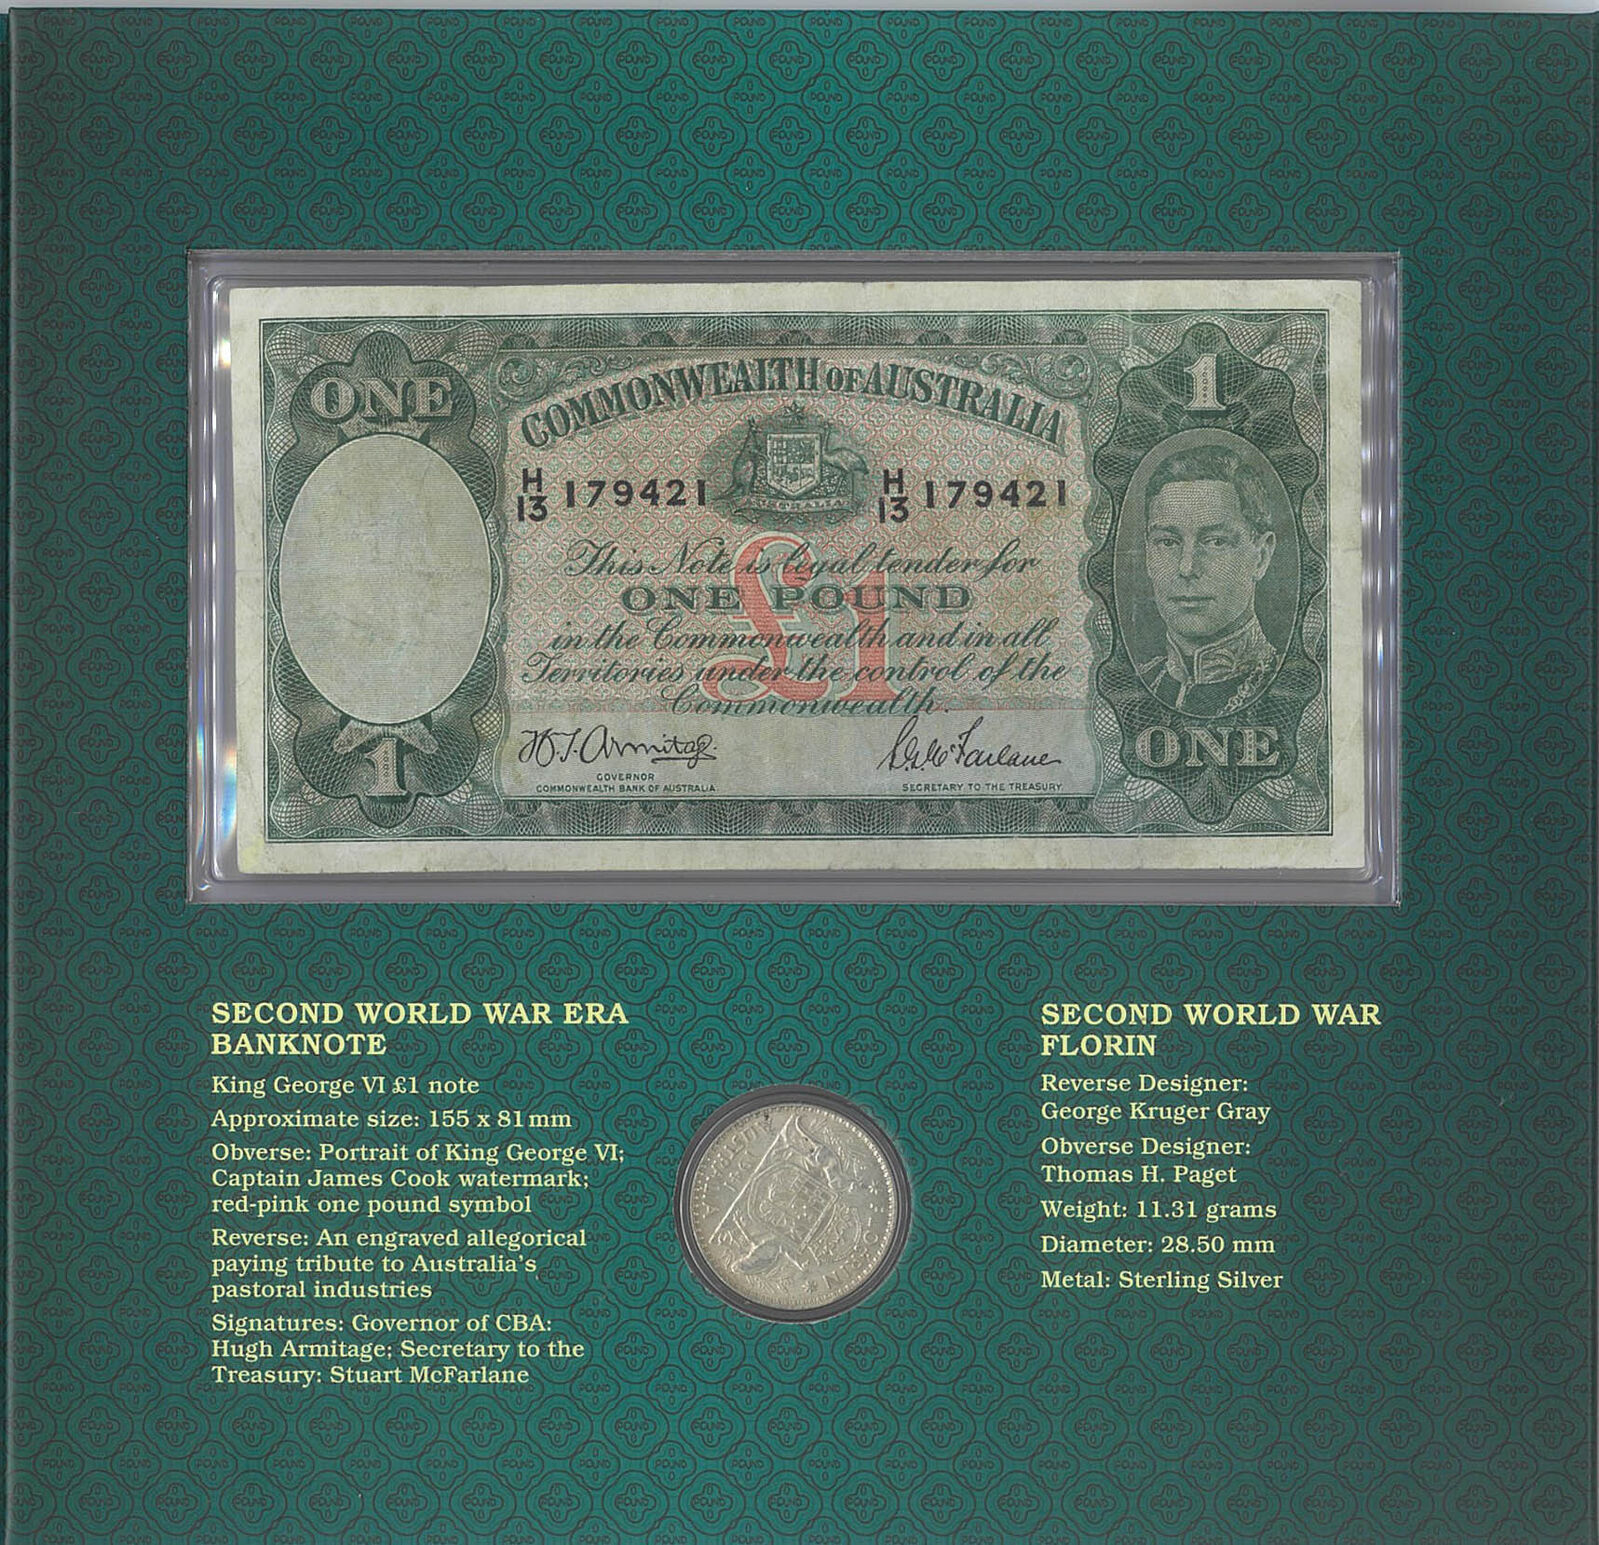 ONE
COMMONWEALTH OF AUSTRALIA
1
H
13 179421
H
13 179421
AUSTRALIA
This Note is legal tender for
ONE POUND
in the Commonwealth and in all
Territories under the control of the
Commonwealth.
£1
1
ONE
H.T. Armitage.
S.G. McFarlane
GOVERNOR
COMMONWEALTH BANK OF AUSTRALIA
SECRETARY TO THE TREASURY
SECOND WORLD WAR ERA
BANKNOTE
King George VI £1 note
Approximate size: 155 x 81mm
Obverse: Portrait of King George VI;
Captain James Cook watermark;
red-pink one pound symbol
Reverse: An engraved allegorical
paying tribute to Australia's
pastoral industries
Signatures: Governor of CBA:
Hugh Armitage; Secretary to the
Treasury: Stuart McFarlane
AUSTRALIA
FLORIN
SECOND WORLD WAR
FLORIN
Reverse Designer:
George Kruger Gray
Obverse Designer:
Thomas H. Paget
Weight: 11.31 grams
Diameter: 28.50 mm
Metal: Sterling Silver